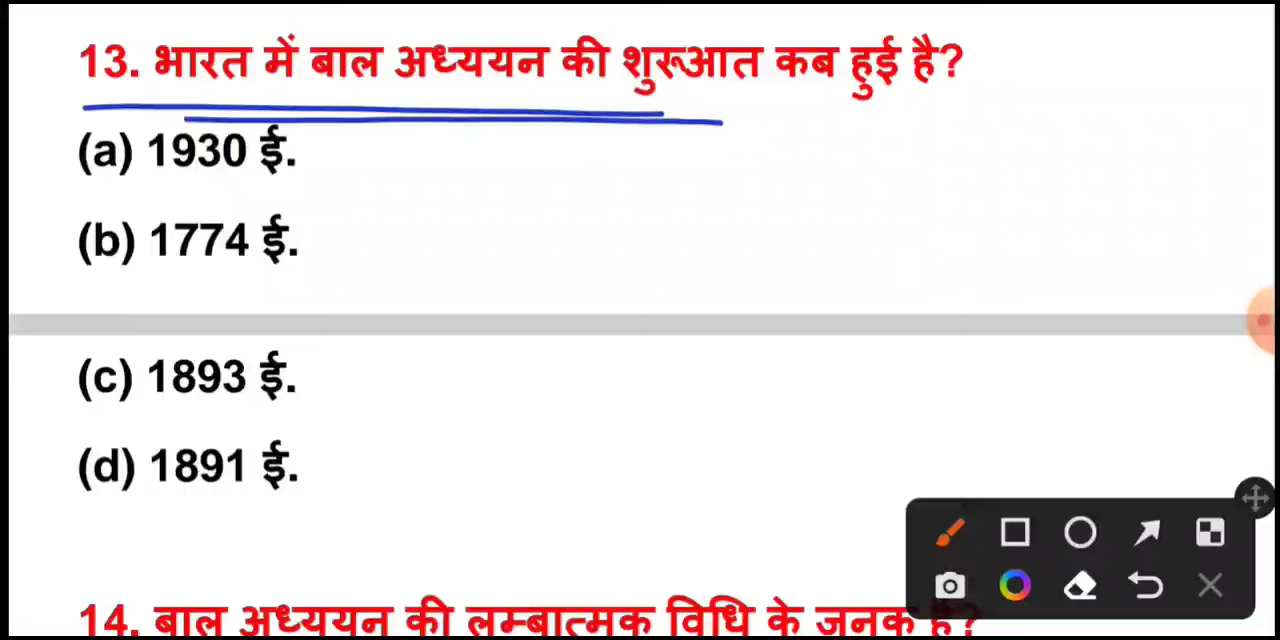 13. भारत में बाल अध्ययन की शुरुआत कब हुई है?
(a) 1930 ई.
(b) 1774 ई.
(c) 1893 ई.
(d) 1891 ई.
14. बाल अध्ययन की लम्बात्मक विधि के जनक है?